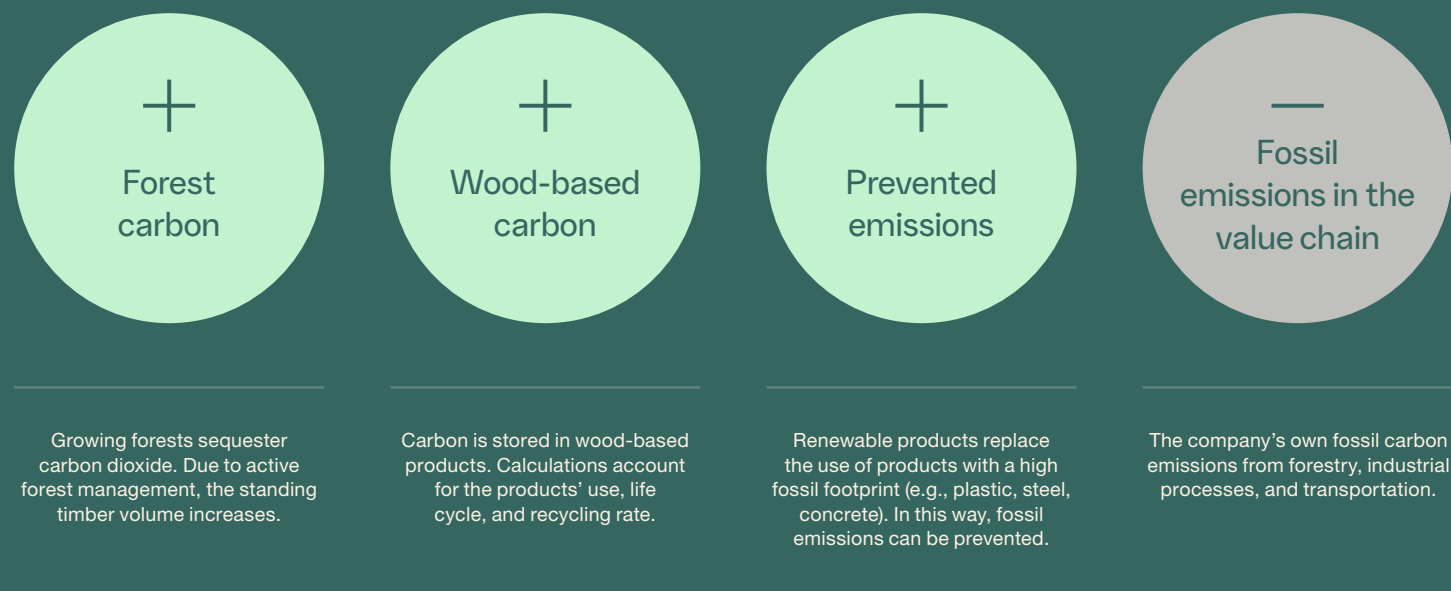 +
Forest
carbon
Growing forests sequester
carbon dioxide. Due to active
forest management, the standing
timber volume increases.
+
Wood-based
carbon
Carbon is stored in wood-based
products. Calculations account
for the products’ use, life
cycle, and recycling rate.
+
Prevented
emissions
Renewable products replace
the use of products with a high
fossil footprint (e.g., plastic, steel,
concrete). In this way, fossil
emissions can be prevented.
—
Fossil
emissions in the
value chain
The company’s own fossil carbon
emissions from forestry, industrial
processes, and transportation.